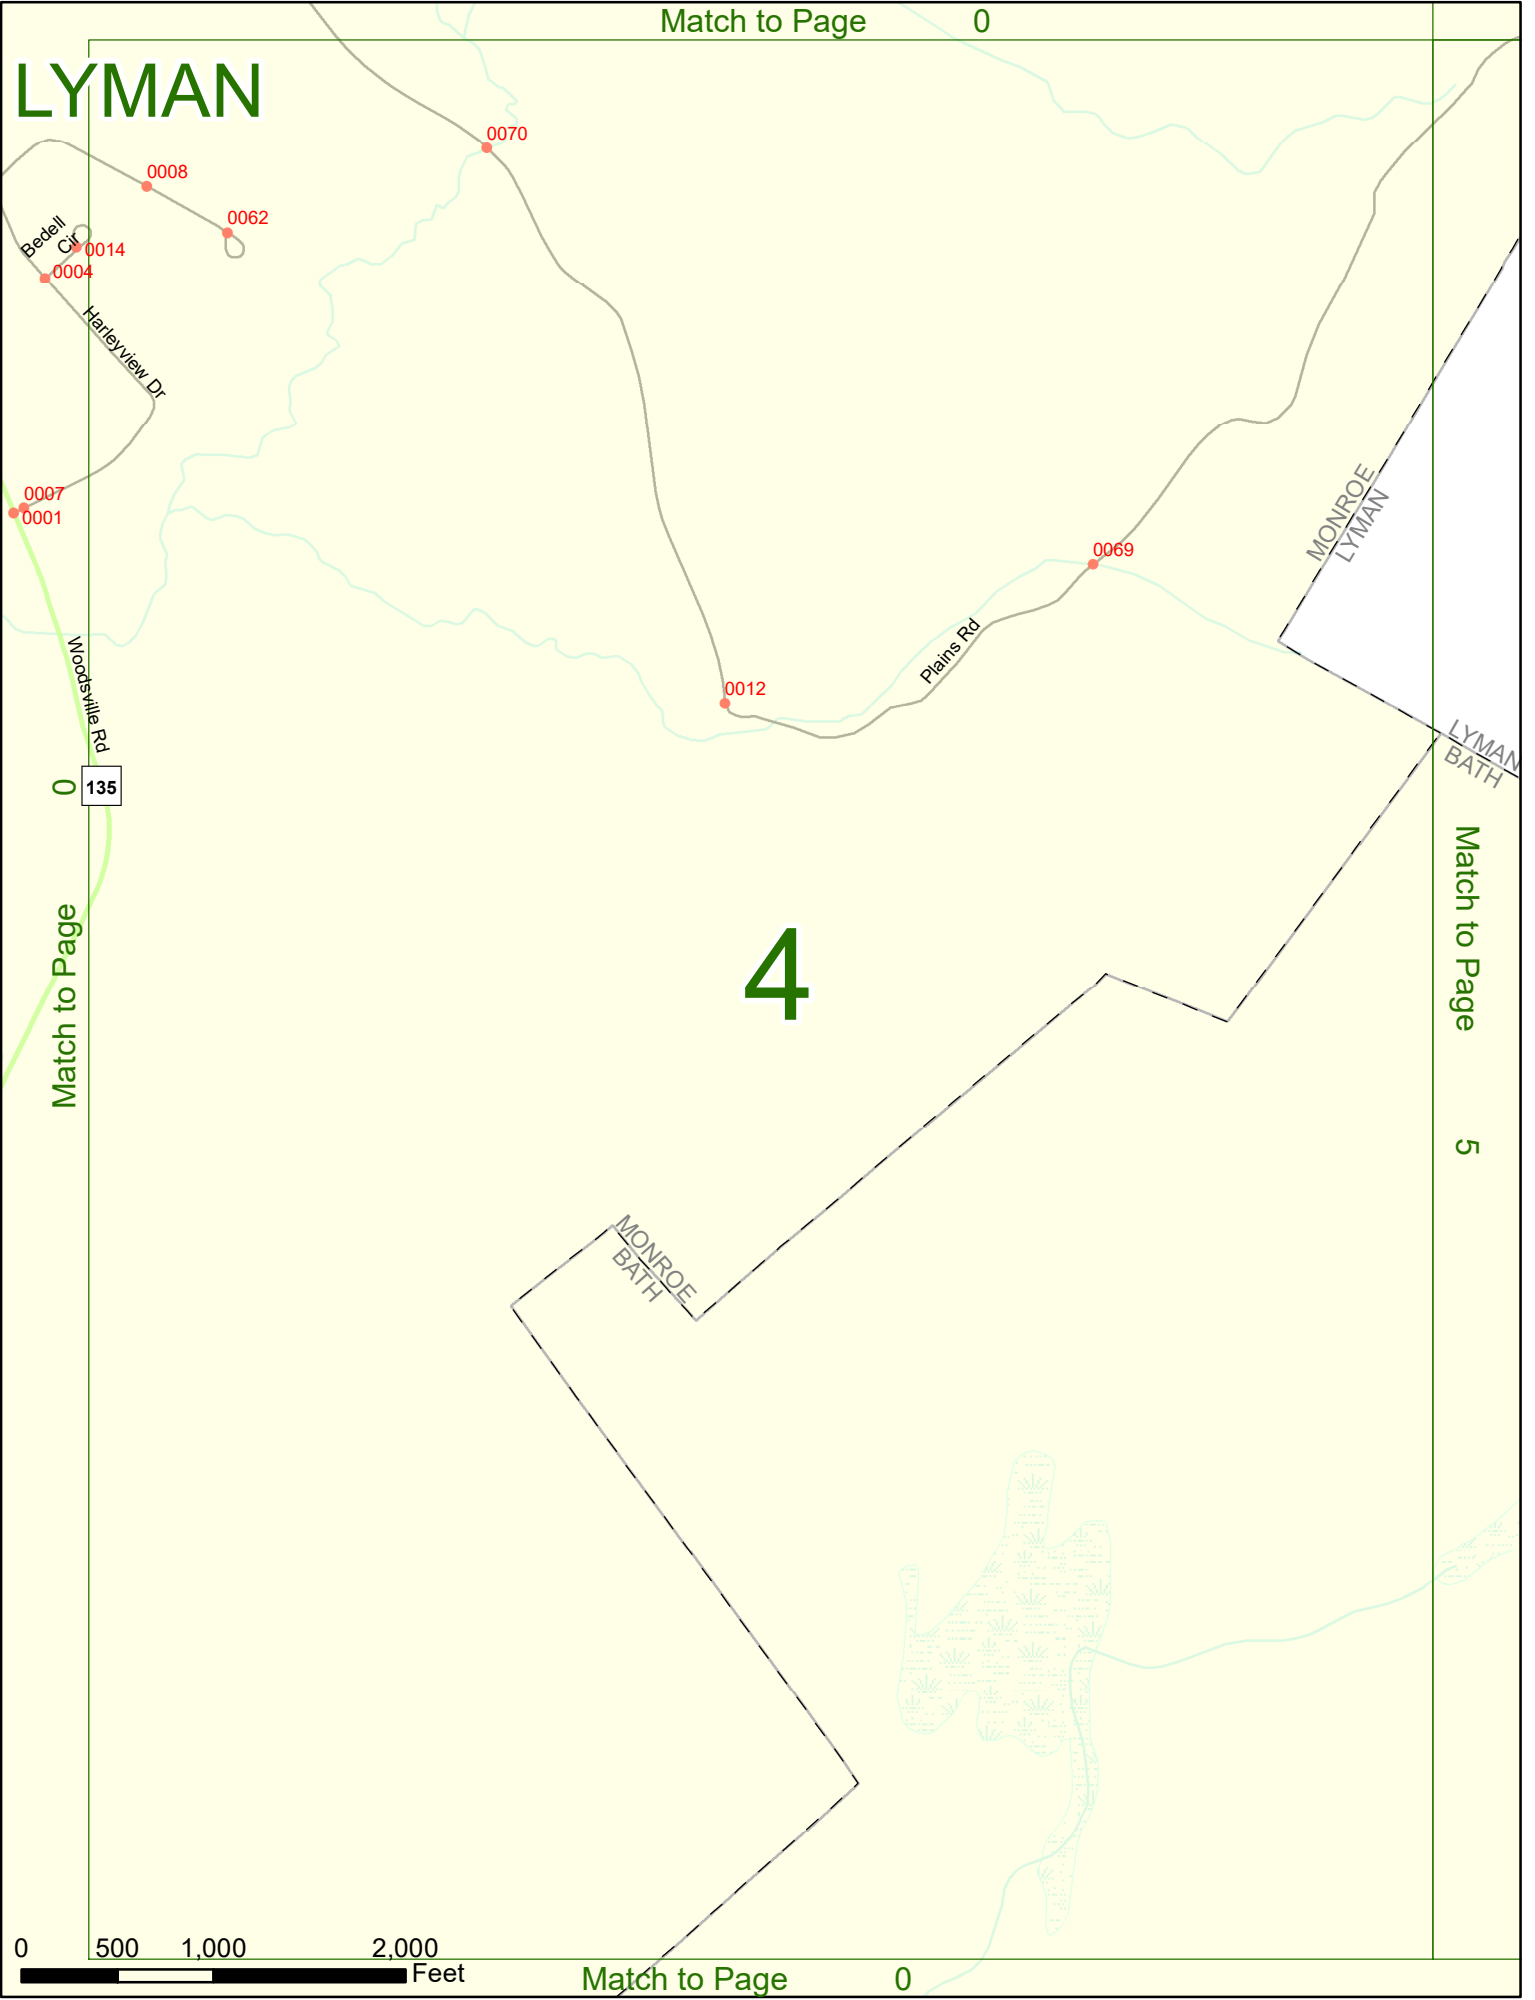 Match to Page 0
LYMAN
0070
0008
0062
Bedell
Cir
0014
0004
Harleyview Dr
0007
0001
MONROE
LYMAN
0069
Plains Rd
Woodsville Rd
0012
LYMAN
BATH
135
Match to Page 0
4
Match to Page 5
MONROE
BATH
0 500 1,000 2,000
Feet
Match to Page 0